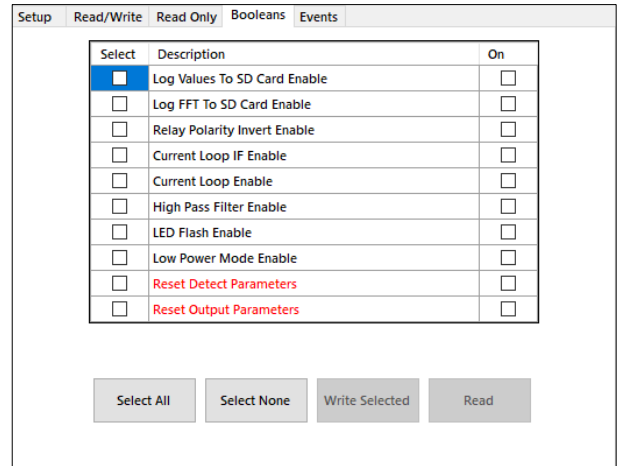 Setup Read/Write Read Only Booleans Events
Select Description On
Log Values To SD Card Enable
Log FFT To SD Card Enable
Relay Polarity Invert Enable
Current Loop IF Enable
Current Loop Enable
High Pass Filter Enable
LED Flash Enable
Low Power Mode Enable
Reset Detect Parameters
Reset Output Parameters
Select All Select None Write Selected Read